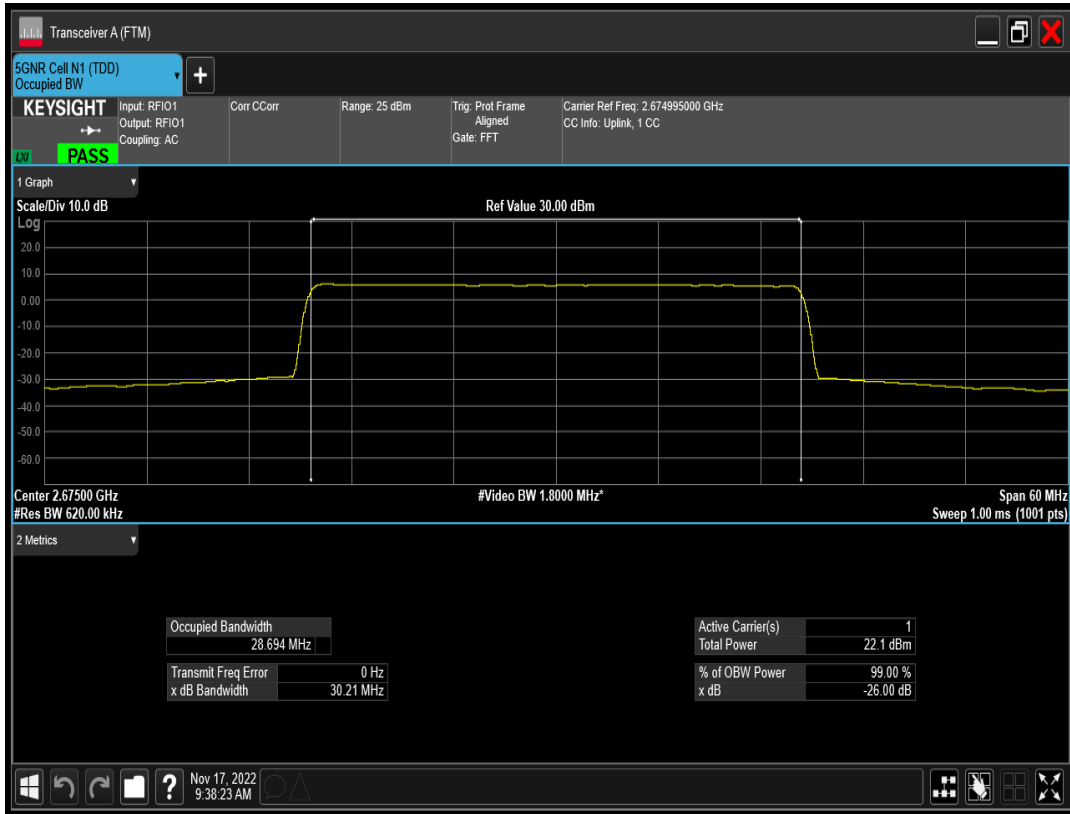 Transceiver A (FTM)
5GNR Cell N1 (TDD)
Occupied BW
+
KEYSIGHT
LXI
PASS
Input: RFIO1
Output: RFIO1
Coupling: AC
Corr CCorr
Range: 25 dBm
Trig: Prot Frame
Aligned
Gate: FFT
Carrier Ref Freq: 2.674995000 GHz
CC Info: Uplink, 1 CC
1 Graph
Scale/Div 10.0 dB
Ref Value 30.00 dBm
Log
20.0
10.0
0.00
-10.0
-20.0
-30.0
-40.0
-50.0
-60.0
Center 2.67500 GHz
#Video BW 1.8000 MHz*
Span 60 MHz
#Res BW 620.00 kHz
Sweep 1.00 ms (1001 pts)
2 Metrics
Occupied Bandwidth
28.694 MHz
Transmit Freq Error 0 Hz
x dB Bandwidth 30.21 MHz
Active Carrier(s) 1
Total Power 22.1 dBm
% of OBW Power 99.00 %
x dB -26.00 dB
?
Nov 17, 2022
9:38:23 AM